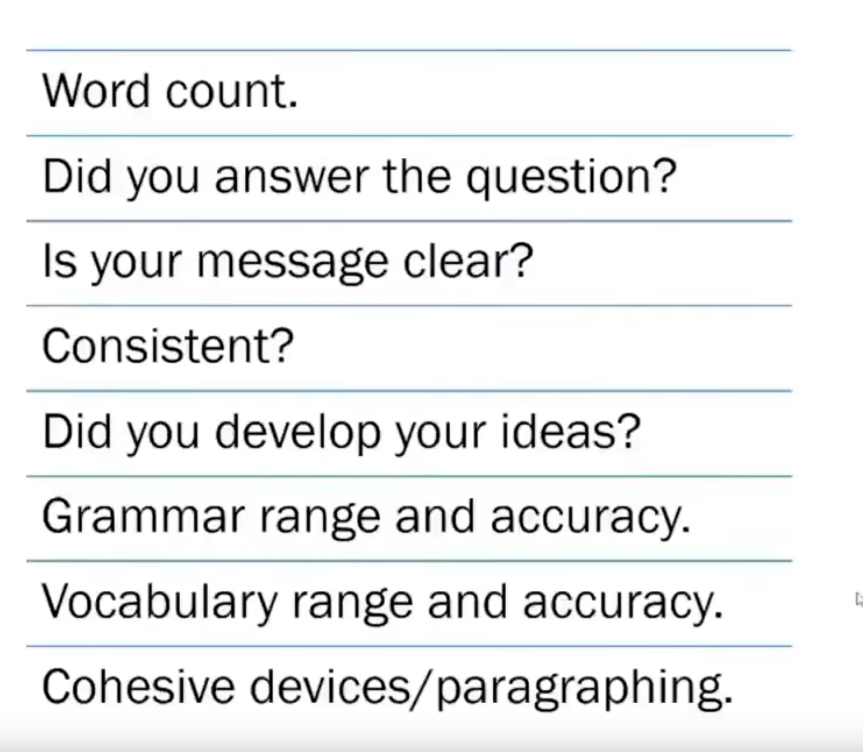 Word count.
Did you answer the question?
Is your message clear?
Consistent?
Did you develop your ideas?
Grammar range and accuracy.
Vocabulary range and accuracy.
Cohesive devices/paragraphing.